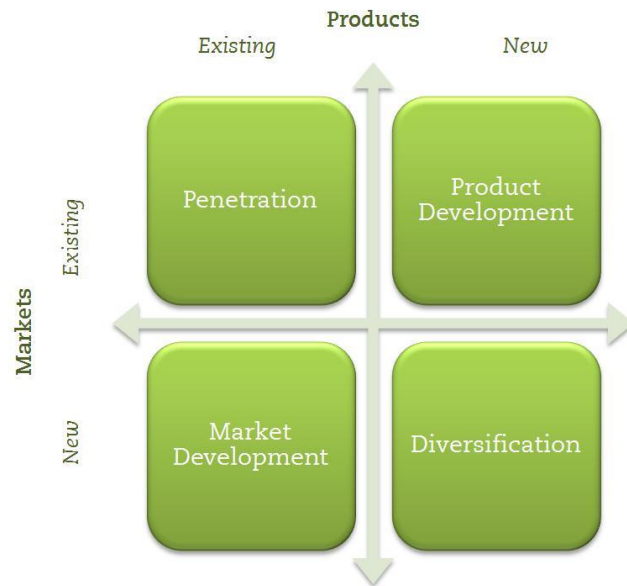 Products
Existing
New
Penetration
Product
Development
Existing
Markets
New
Market
Development
Diversification